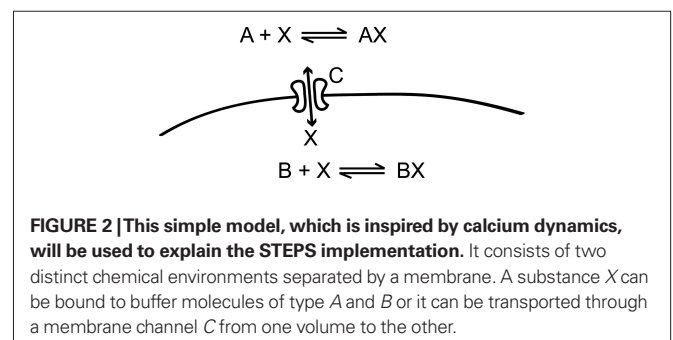 A + X ⇌ AX
C
X
B + X ⇌ BX
FIGURE 2 | This simple model, which is inspired by calcium dynamics,
will be used to explain the STEPS implementation. It consists of two
distinct chemical environments separated by a membrane. A substance X can
be bound to buffer molecules of type A and B or it can be transported through
a membrane channel C from one volume to the other.